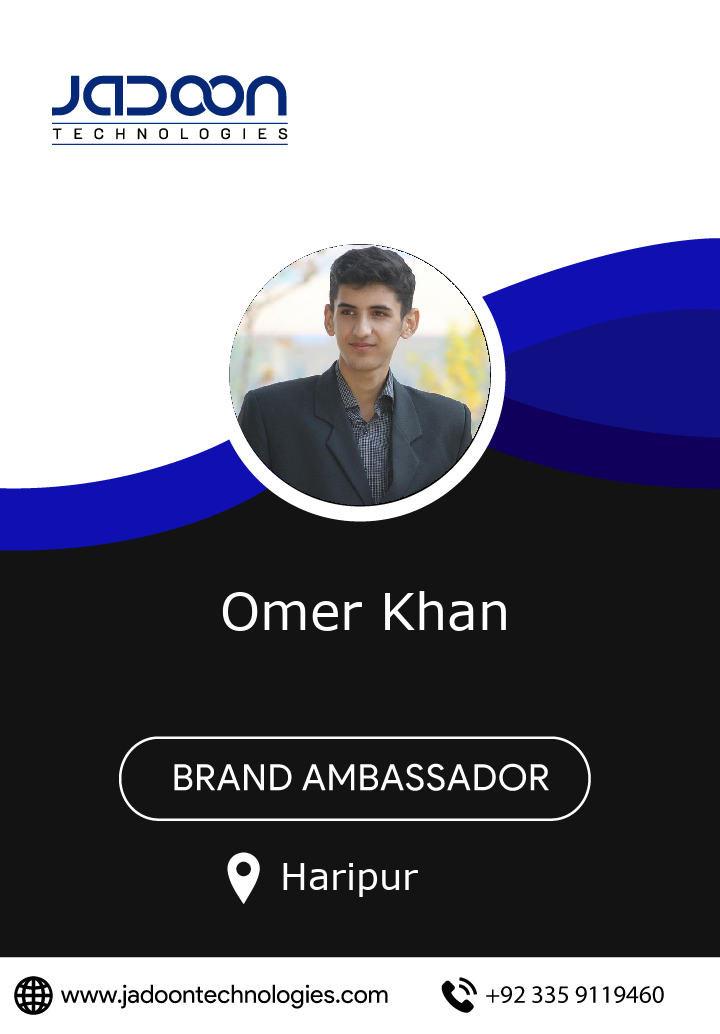 JADOON
TECHNOLOGIES
Omer Khan
BRAND AMBASSADOR
Haripur
www.jadoontechnologies.com
+92 335 9119460